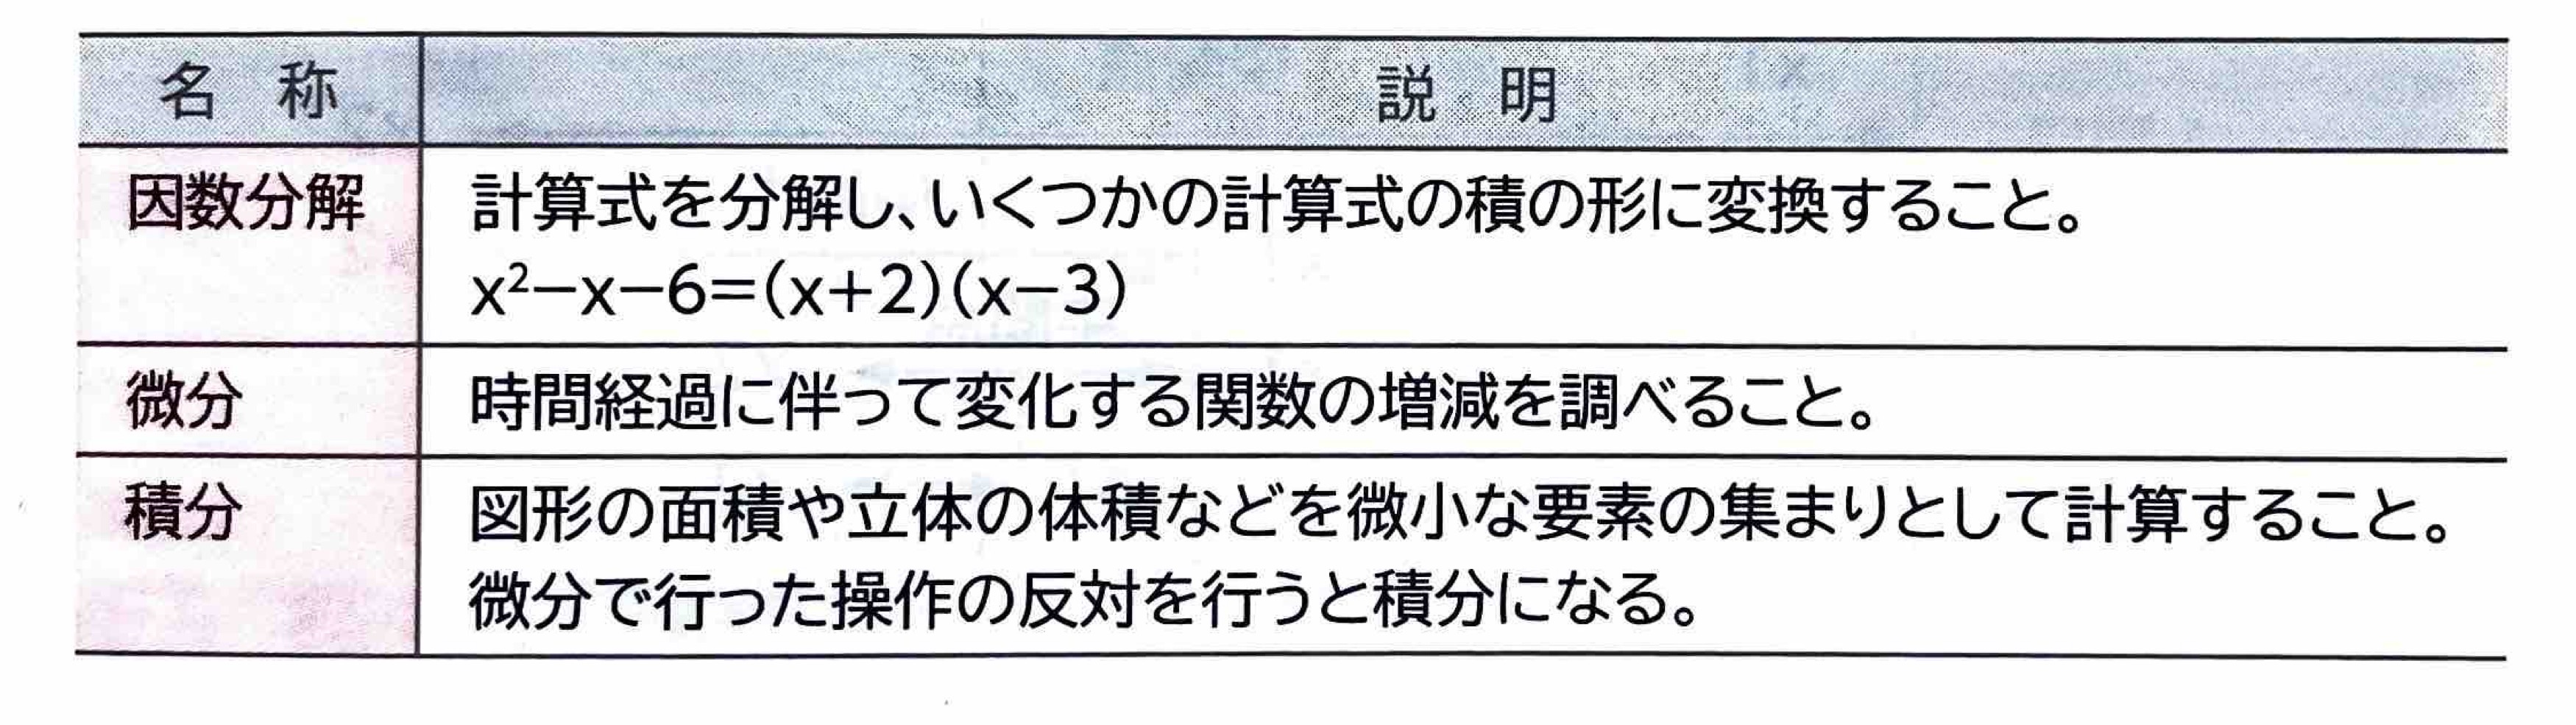 名 称 説 明
因数分解 計算式を分解し、いくつかの計算式の積の形に変換すること。
x²−x−6=(x+2)(x−3)
微分 時間経過に伴って変化する関数の増減を調べること。
積分 図形の面積や立体の体積などを微小な要素の集まりとして計算すること。
微分で行った操作の反対を行うと積分になる。